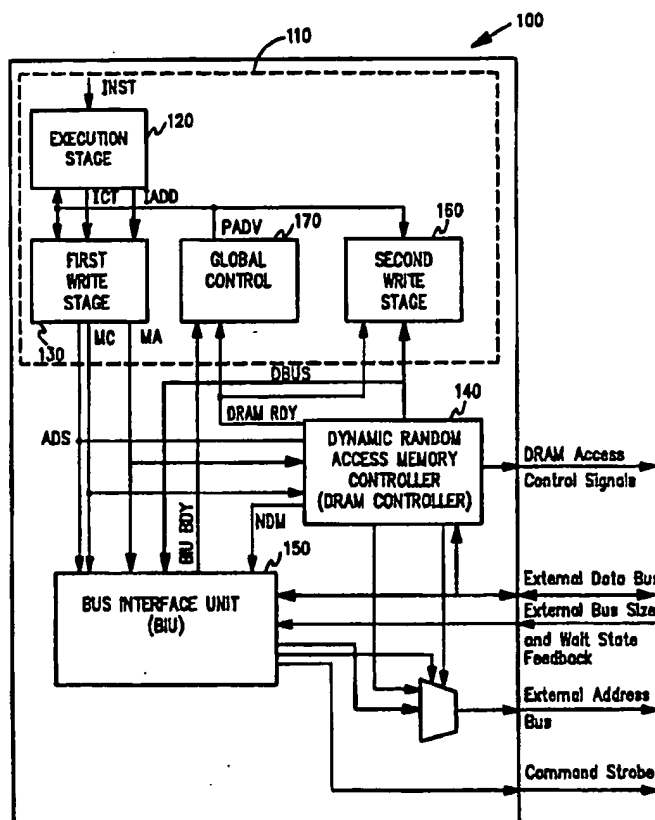 100
110
INST
120
EXECUTION
STAGE
ICT
IADD
PADV
170
160
FIRST
WRITE
STAGE
GLOBAL
CONTROL
SECOND
WRITE
STAGE
130
MC
MA
DBUS
140
DRAM RDY
ADS
DYNAMIC RANDOM
ACCESS MEMORY
CONTROLLER
(DRAM CONTROLLER)
DRAM Access
Control Signals
BIU BDY
NDM
150
BUS INTERFACE UNIT
(BIU)
External Data Bus
External Bus Size
and Wait State
Feedback
External Address
Bus
Command Strobe